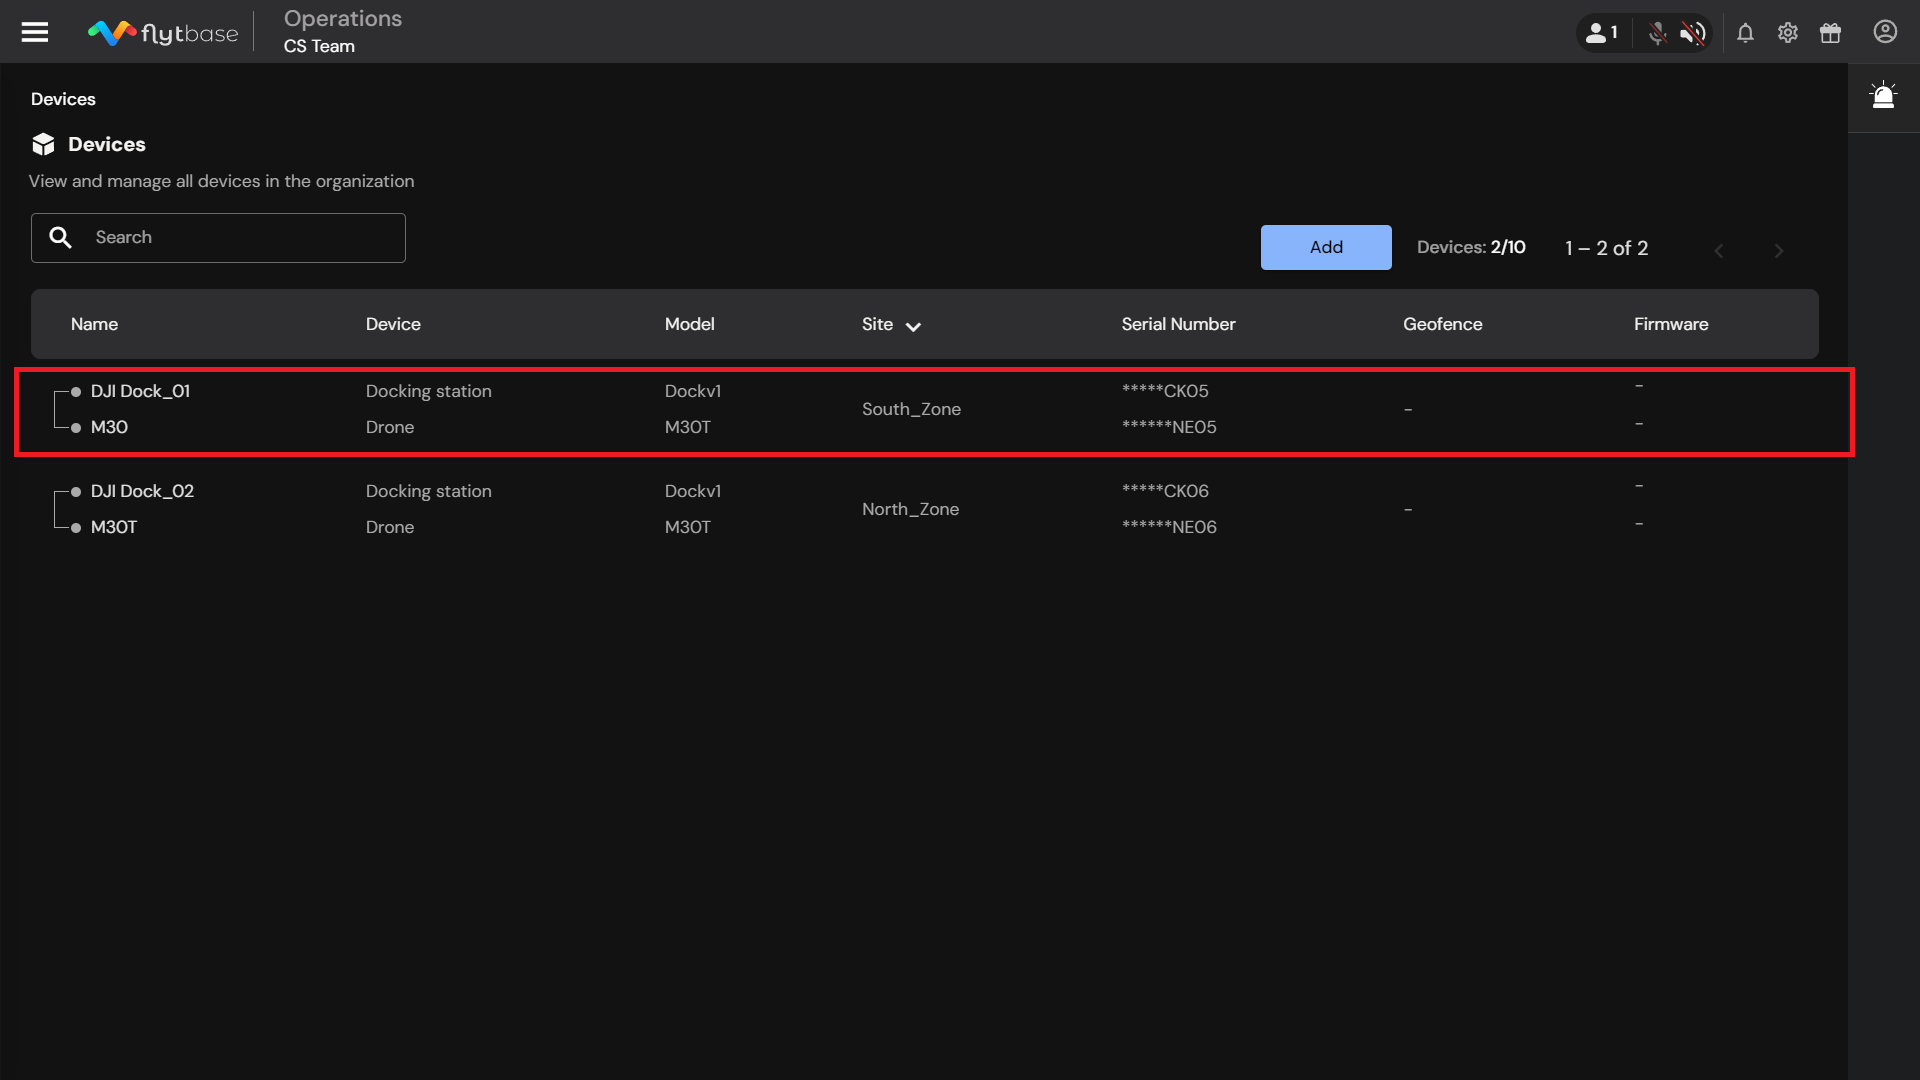 flytbase
Operations
CS Team
1
Devices
Devices
View and manage all devices in the organization
Search
Add
Devices: 2/10
1 – 2 of 2
Name Device Model Site Serial Number Geofence Firmware
DJI Dock_01 Docking station Dockv1 South_Zone *****CK05 - -
M30 Drone M30T ******NE05 -
DJI Dock_02 Docking station Dockv1 North_Zone *****CK06 - -
M30T Drone M30T ******NE06 -